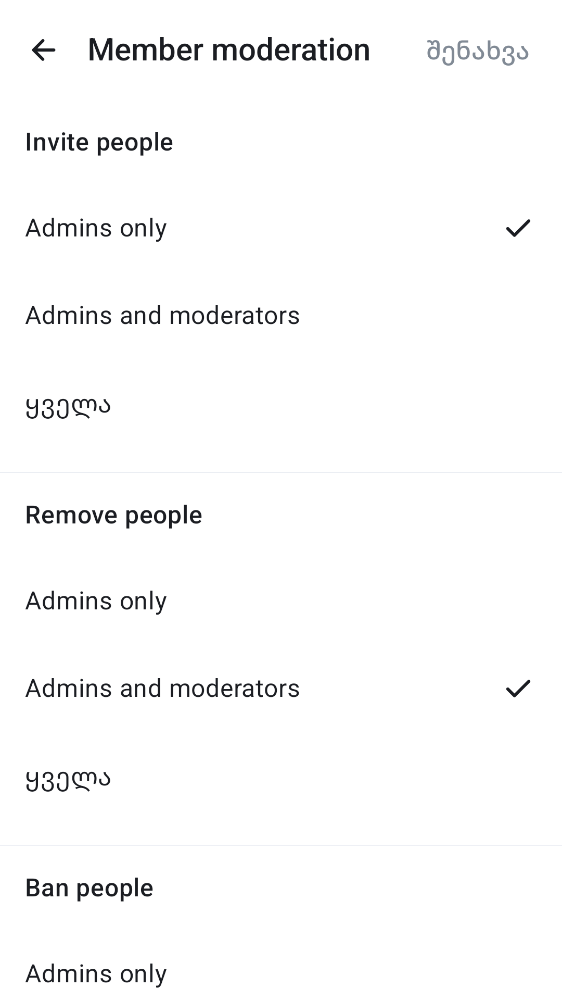 Member moderation შენახვა
Invite people
Admins only
Admins and moderators
ყველა
Remove people
Admins only
Admins and moderators
ყველა
Ban people
Admins only